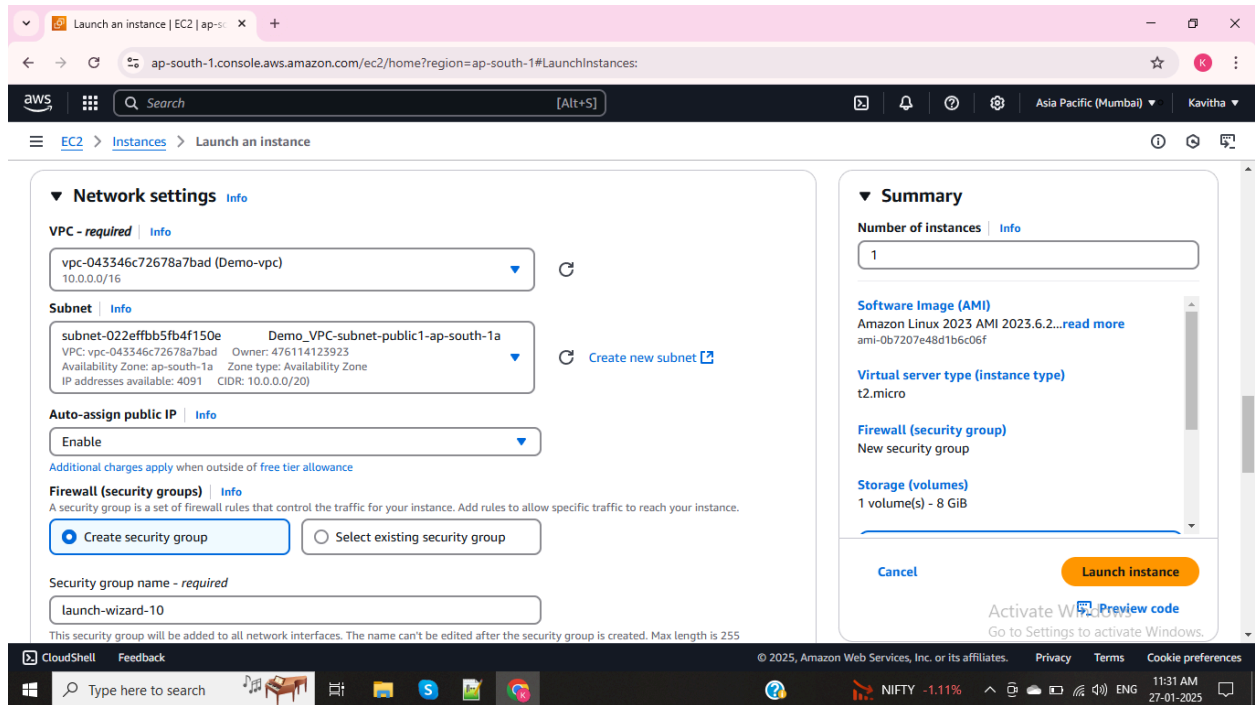 Launch an instance | EC2 | ap-sc
ap-south-1.console.aws.amazon.com/ec2/home?region=ap-south-1#LaunchInstances:
K
aws
Search [Alt+S]
Asia Pacific (Mumbai) Kavitha
EC2 > Instances > Launch an instance
Network settings Info
VPC - required Info
vpc-043346c72678a7bad (Demo-vpc)
10.0.0.0/16
Subnet Info
subnet-022effbb5fb4f150e Demo_VPC-subnet-public1-ap-south-1a
VPC: vpc-043346c72678a7bad Owner: 476114123923
Availability Zone: ap-south-1a Zone type: Availability Zone
IP addresses available: 4091 CIDR: 10.0.0.0/20)
Create new subnet
Auto-assign public IP Info
Enable
Additional charges apply when outside of free tier allowance
Firewall (security groups) Info
A security group is a set of firewall rules that control the traffic for your instance. Add rules to allow specific traffic to reach your instance.
Create security group
Select existing security group
Security group name - required
launch-wizard-10
This security group will be added to all network interfaces. The name can't be edited after the security group is created. Max length is 255
Summary
Number of instances Info
1
Software Image (AMI)
Amazon Linux 2023 AMI 2023.6.2...read more
ami-0b7207e48d1b6c06f
Virtual server type (instance type)
t2.micro
Firewall (security group)
New security group
Storage (volumes)
1 volume(s) - 8 GiB
Cancel
Launch instance
Preview code
Activate Windows
Go to Settings to activate Windows.
CloudShell Feedback
© 2025, Amazon Web Services, Inc. or its affiliates. Privacy Terms Cookie preferences
Type here to search
NIFTY -1.11%
ENG
11:31 AM
27-01-2025